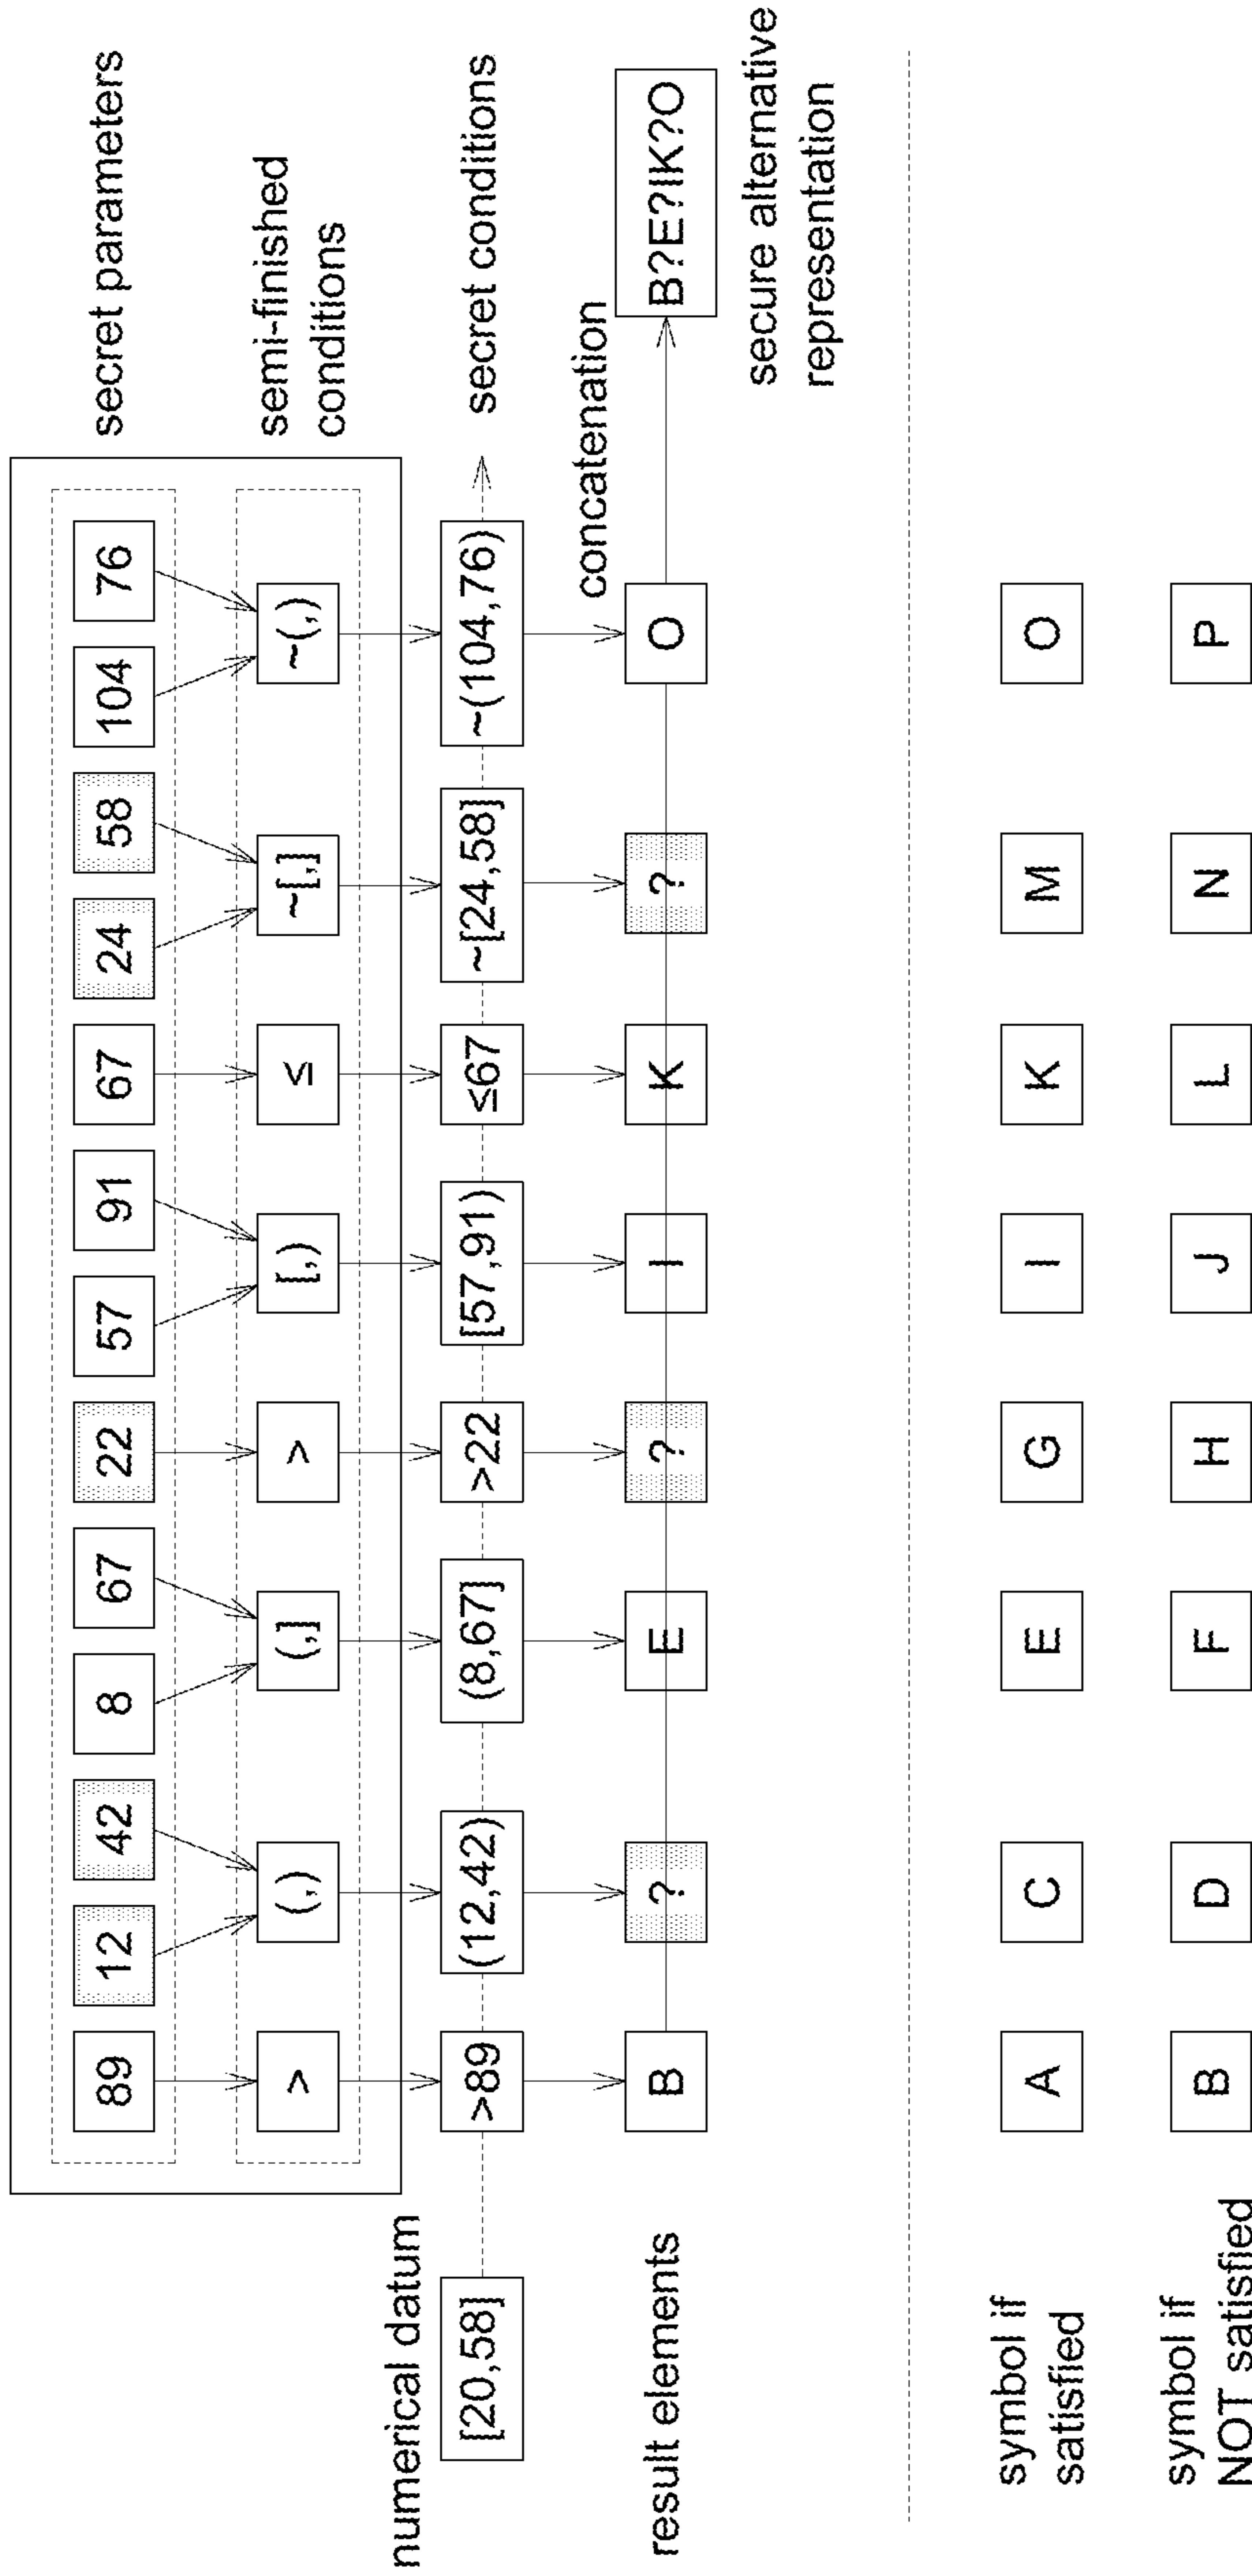 89
12
42
8
67
22
57
91
67
24
58
104
76
secret parameters
>
(,)
(,]
>
[,)
≤
~[,]
~(,)
semi-finished
conditions
numerical datum
[20,58]
>89
(12,42)
(8,67]
>22
[57,91)
≤67
~[24,58]
~(104,76)
secret conditions
concatenation
result elements
B
?
E
?
I
K
?
O
B?E?IK?O
secure alternative
representation
symbol if
satisfied
A
C
E
G
I
K
M
O
symbol if
NOT satisfied
B
D
F
H
J
L
N
P